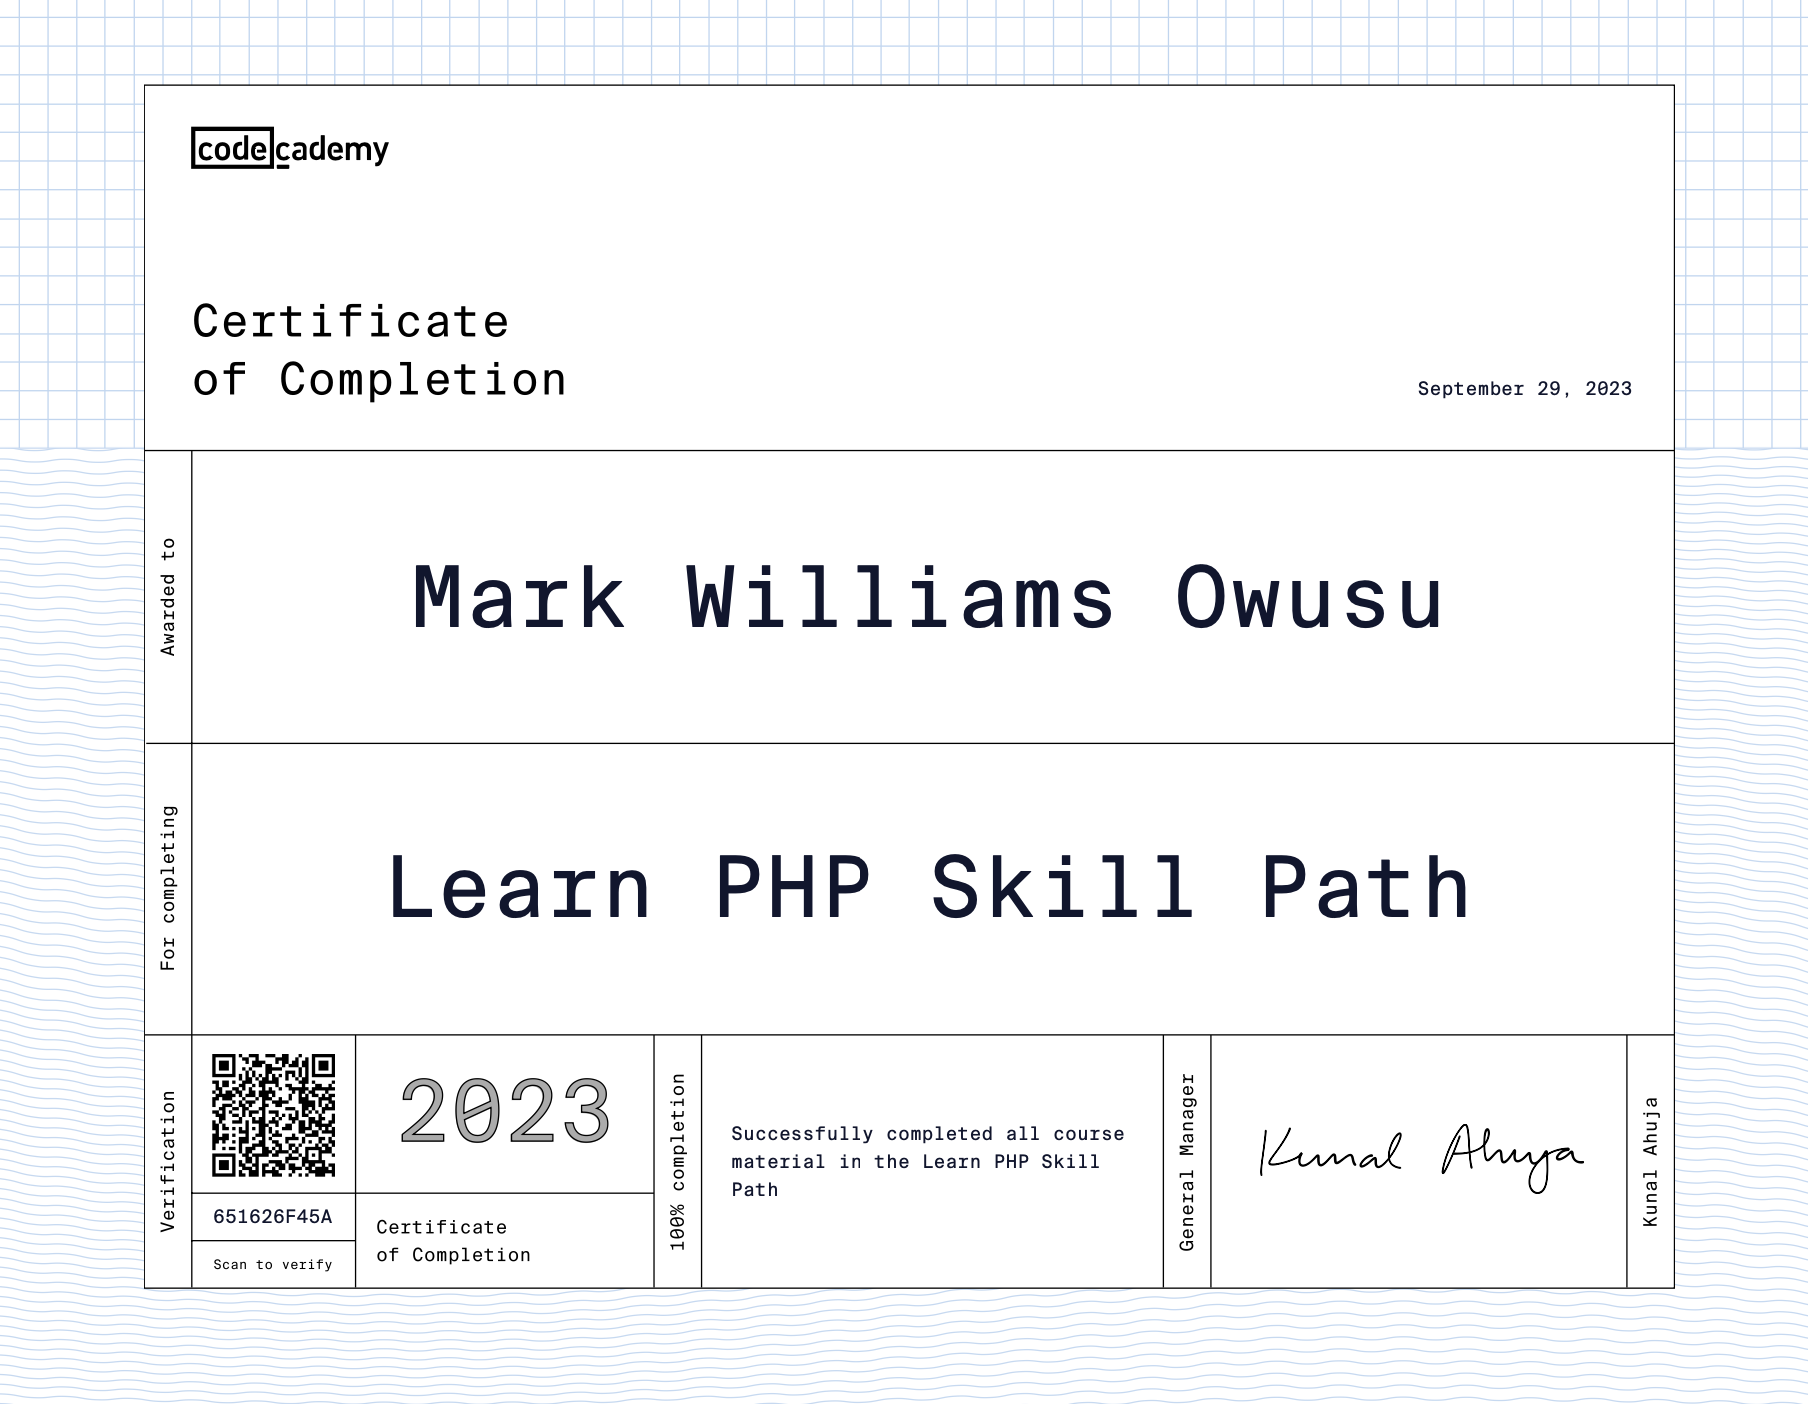 codecademy
Certificate
of Completion
September 29, 2023
Awarded to
Mark Williams Owusu
For completing
Learn PHP Skill Path
Verification
651626F45A
Scan to verify
2023
Certificate
of Completion
100% completion
Successfully completed all course
material in the Learn PHP Skill
Path
General Manager
Kunal Ahuja
Kunal Ahuja